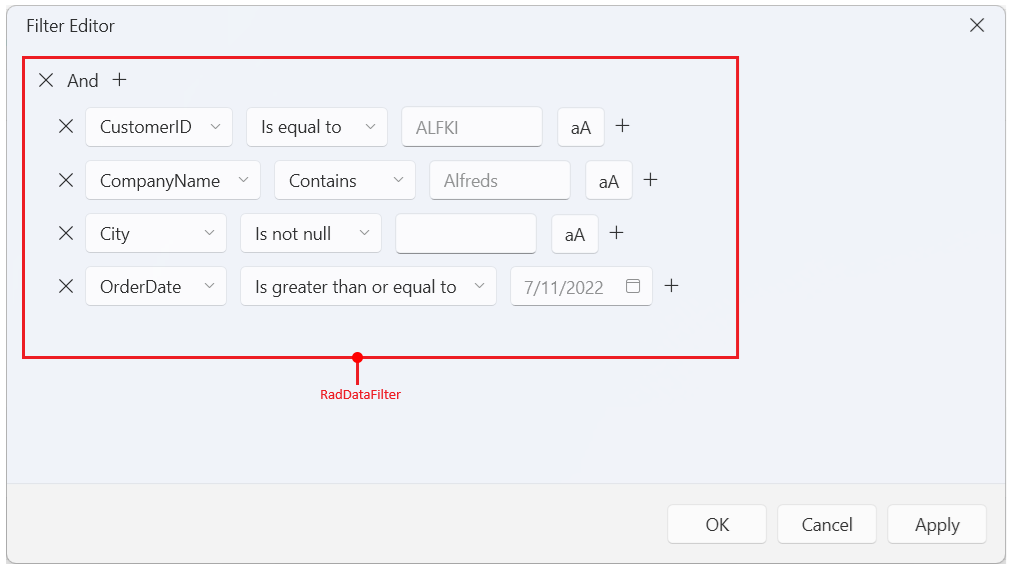 Filter Editor
And
CustomerID Is equal to ALFKI aA
CompanyName Contains Alfreds aA
City Is not null aA
OrderDate Is greater than or equal to 7/11/2022
RadDataFilter
OK Cancel Apply